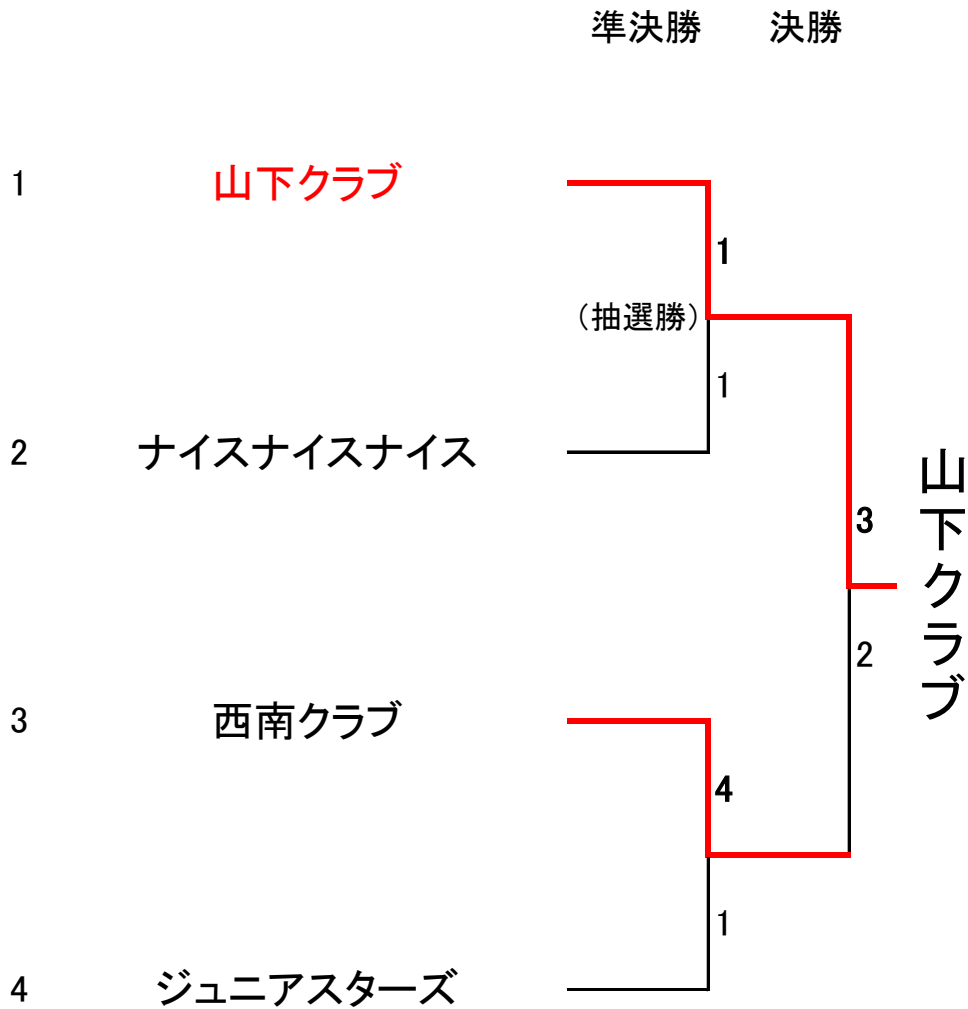 準決勝 決勝
1 山下クラブ
1
（抽選勝）
1
2 ナイスナイスナイス
山下クラブ
3
2
3 西南クラブ
4
1
4 ジュニアスターズ